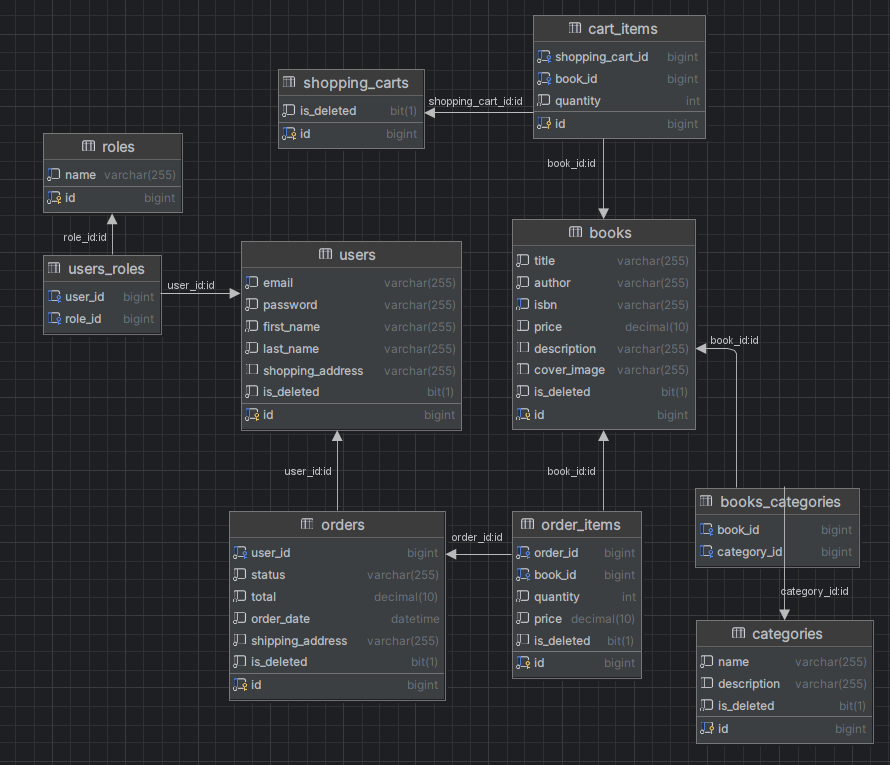 cart_items
shopping_cart_id bigint
book_id bigint
quantity int
id bigint
shopping_carts
is_deleted bit(1)
id bigint
shopping_cart_id:id
book_id:id
roles
name varchar(255)
id bigint
role_id:id
users_roles
user_id bigint
role_id bigint
user_id:id
users
email varchar(255)
password varchar(255)
first_name varchar(255)
last_name varchar(255)
shopping_address varchar(255)
is_deleted bit(1)
id bigint
books
title varchar(255)
author varchar(255)
isbn varchar(255)
price decimal(10)
description varchar(255)
cover_image varchar(255)
is_deleted bit(1)
id bigint
book_id:id
user_id:id
book_id:id
orders
user_id bigint
status varchar(255)
total decimal(10)
order_date datetime
shipping_address varchar(255)
is_deleted bit(1)
id bigint
order_id:id
order_items
order_id bigint
book_id bigint
quantity int
price decimal(10)
is_deleted bit(1)
id bigint
books_categories
book_id bigint
category_id bigint
category_id:id
categories
name varchar(255)
description varchar(255)
is_deleted bit(1)
id bigint